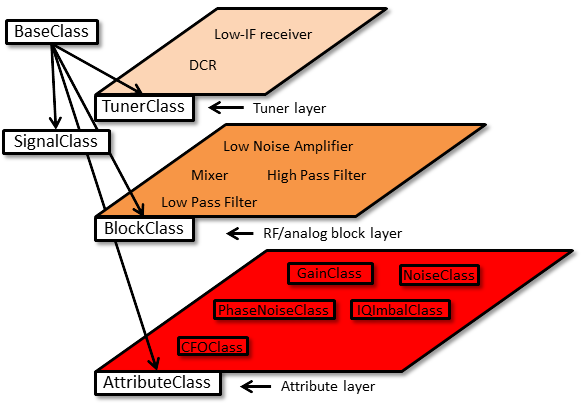 BaseClass
Low-IF receiver
DCR
TunerClass
Tuner layer
SignalClass
Low Noise Amplifier
Mixer
High Pass Filter
Low Pass Filter
BlockClass
RF/analog block layer
GainClass
NoiseClass
PhaseNoiseClass
IQImbalClass
CFOClass
AttributeClass
Attribute layer